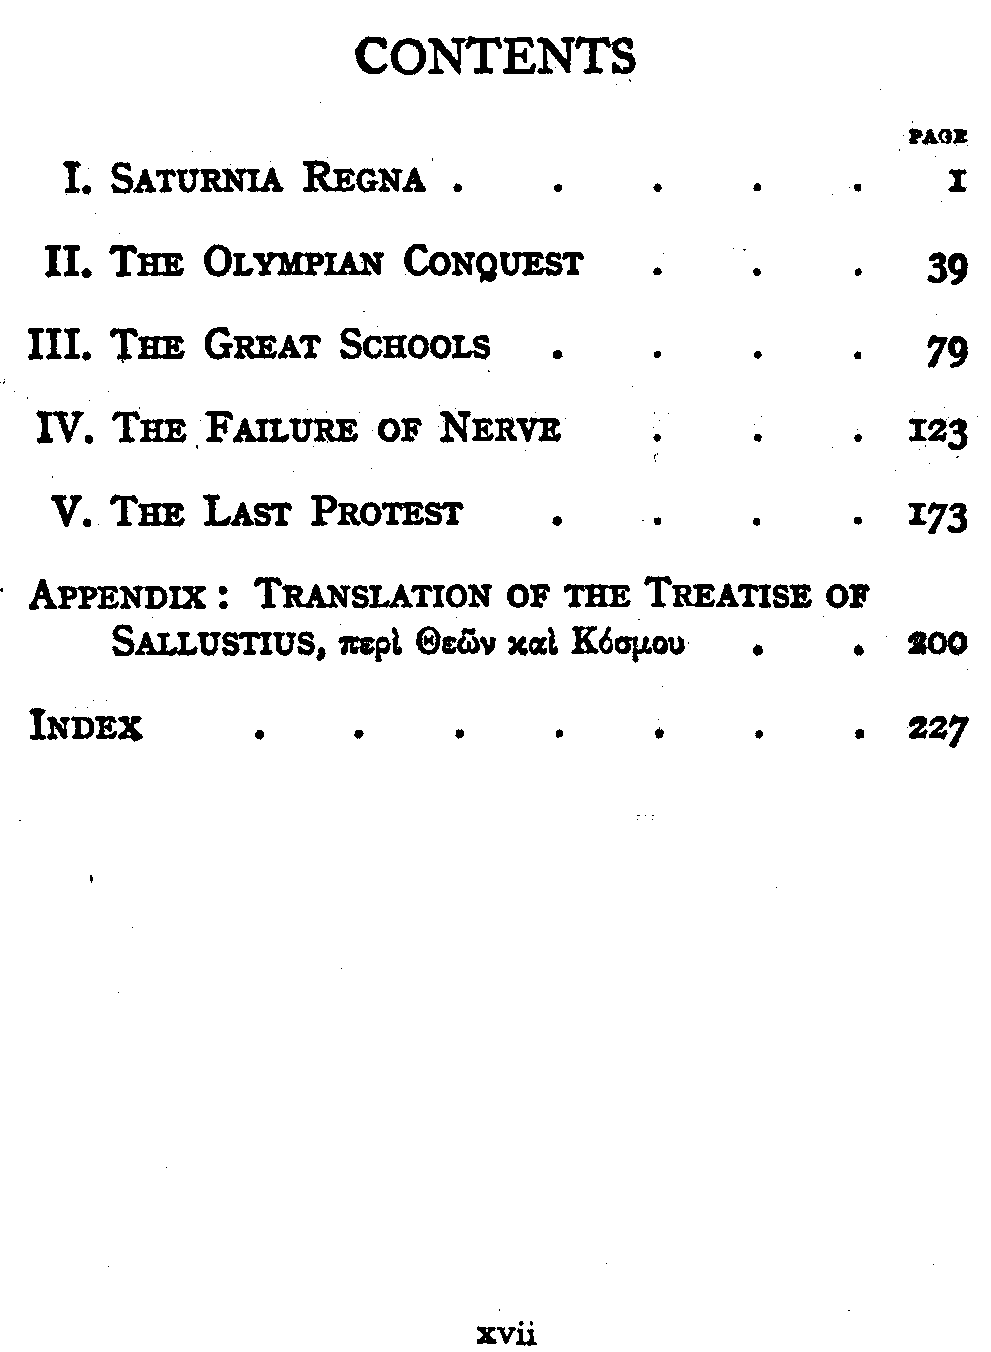 CONTENTS
PAGE
I. SATURNIA REGNA . . . . . 1
II. THE OLYMPIAN CONQUEST . . . 39
III. THE GREAT SCHOOLS . . . . 79
IV. THE FAILURE OF NERVE . . . 123
V. THE LAST PROTEST . . . . 173
APPENDIX : TRANSLATION OF THE TREATISE OF
SALLUSTIUS, περὶ Θεῶν καὶ Κόσμου . . 200
INDEX . . . . . . . 227
xvii